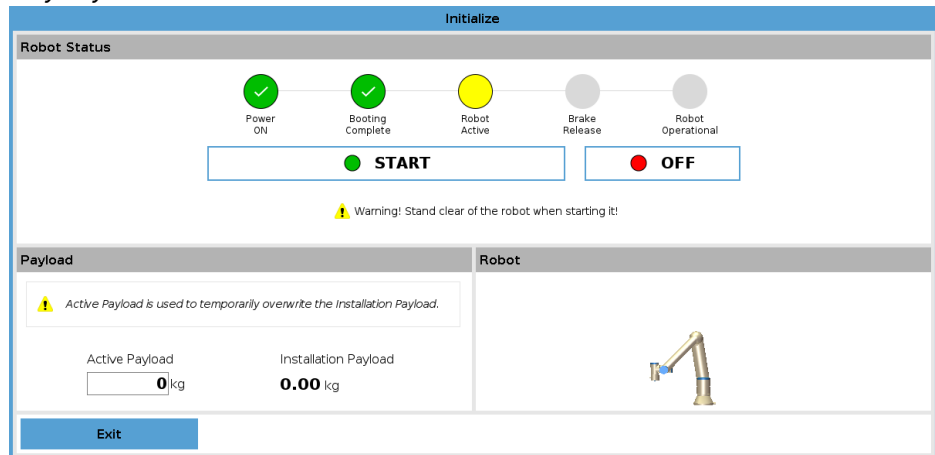 Initialize
Robot Status
Power
ON
Booting
Complete
Robot
Active
Brake
Release
Robot
Operational
START
OFF
Warning! Stand clear of the robot when starting it!
Payload
Robot
Active Payload is used to temporarily overwrite the Installation Payload.
Active Payload
Installation Payload
0 kg
0.00 kg
Exit